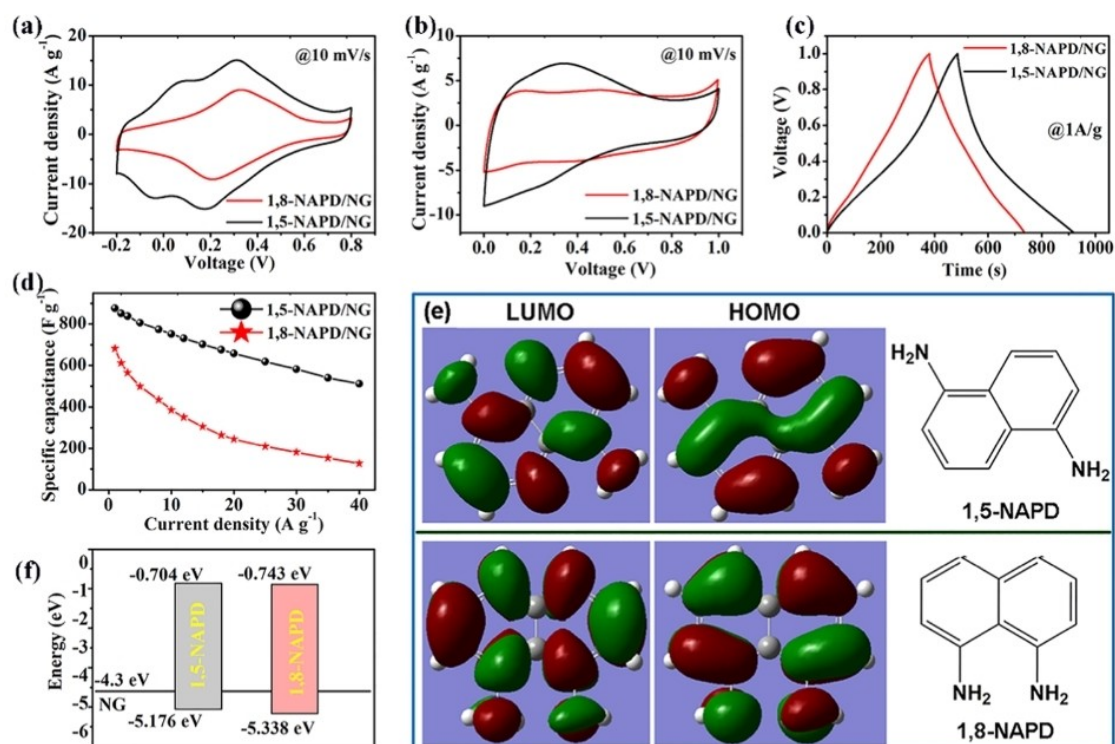 (a)
@10 mV/s
Current density (A g⁻¹)
20
10
0
-10
-20
-0.2
0.0
0.2
0.4
0.6
0.8
Voltage (V)
1,8-NAPD/NG
1,5-NAPD/NG
(b)
@10 mV/s
Current density (A g⁻¹)
10
5
0
-5
-10
0.0
0.2
0.4
0.6
0.8
1.0
Voltage (V)
1,8-NAPD/NG
1,5-NAPD/NG
(c)
1,8-NAPD/NG
1,5-NAPD/NG
@1A/g
Voltage (V)
1.0
0.8
0.6
0.4
0.2
0.0
0
200
400
600
800
1000
Time (s)
(d)
1,5-NAPD/NG
1,8-NAPD/NG
Specific capacitance (F g⁻¹)
800
600
400
200
0
0
10
20
30
40
Current density (A g⁻¹)
(e)
LUMO
HOMO
H₂N
NH₂
1,5-NAPD
NH₂ NH₂
1,8-NAPD
(f)
Energy (eV)
0
-1
-2
-3
-4
-5
-6
-0.704 eV
-0.743 eV
1,5-NAPD
1,8-NAPD
-4.3 eV
NG
-5.176 eV
-5.338 eV